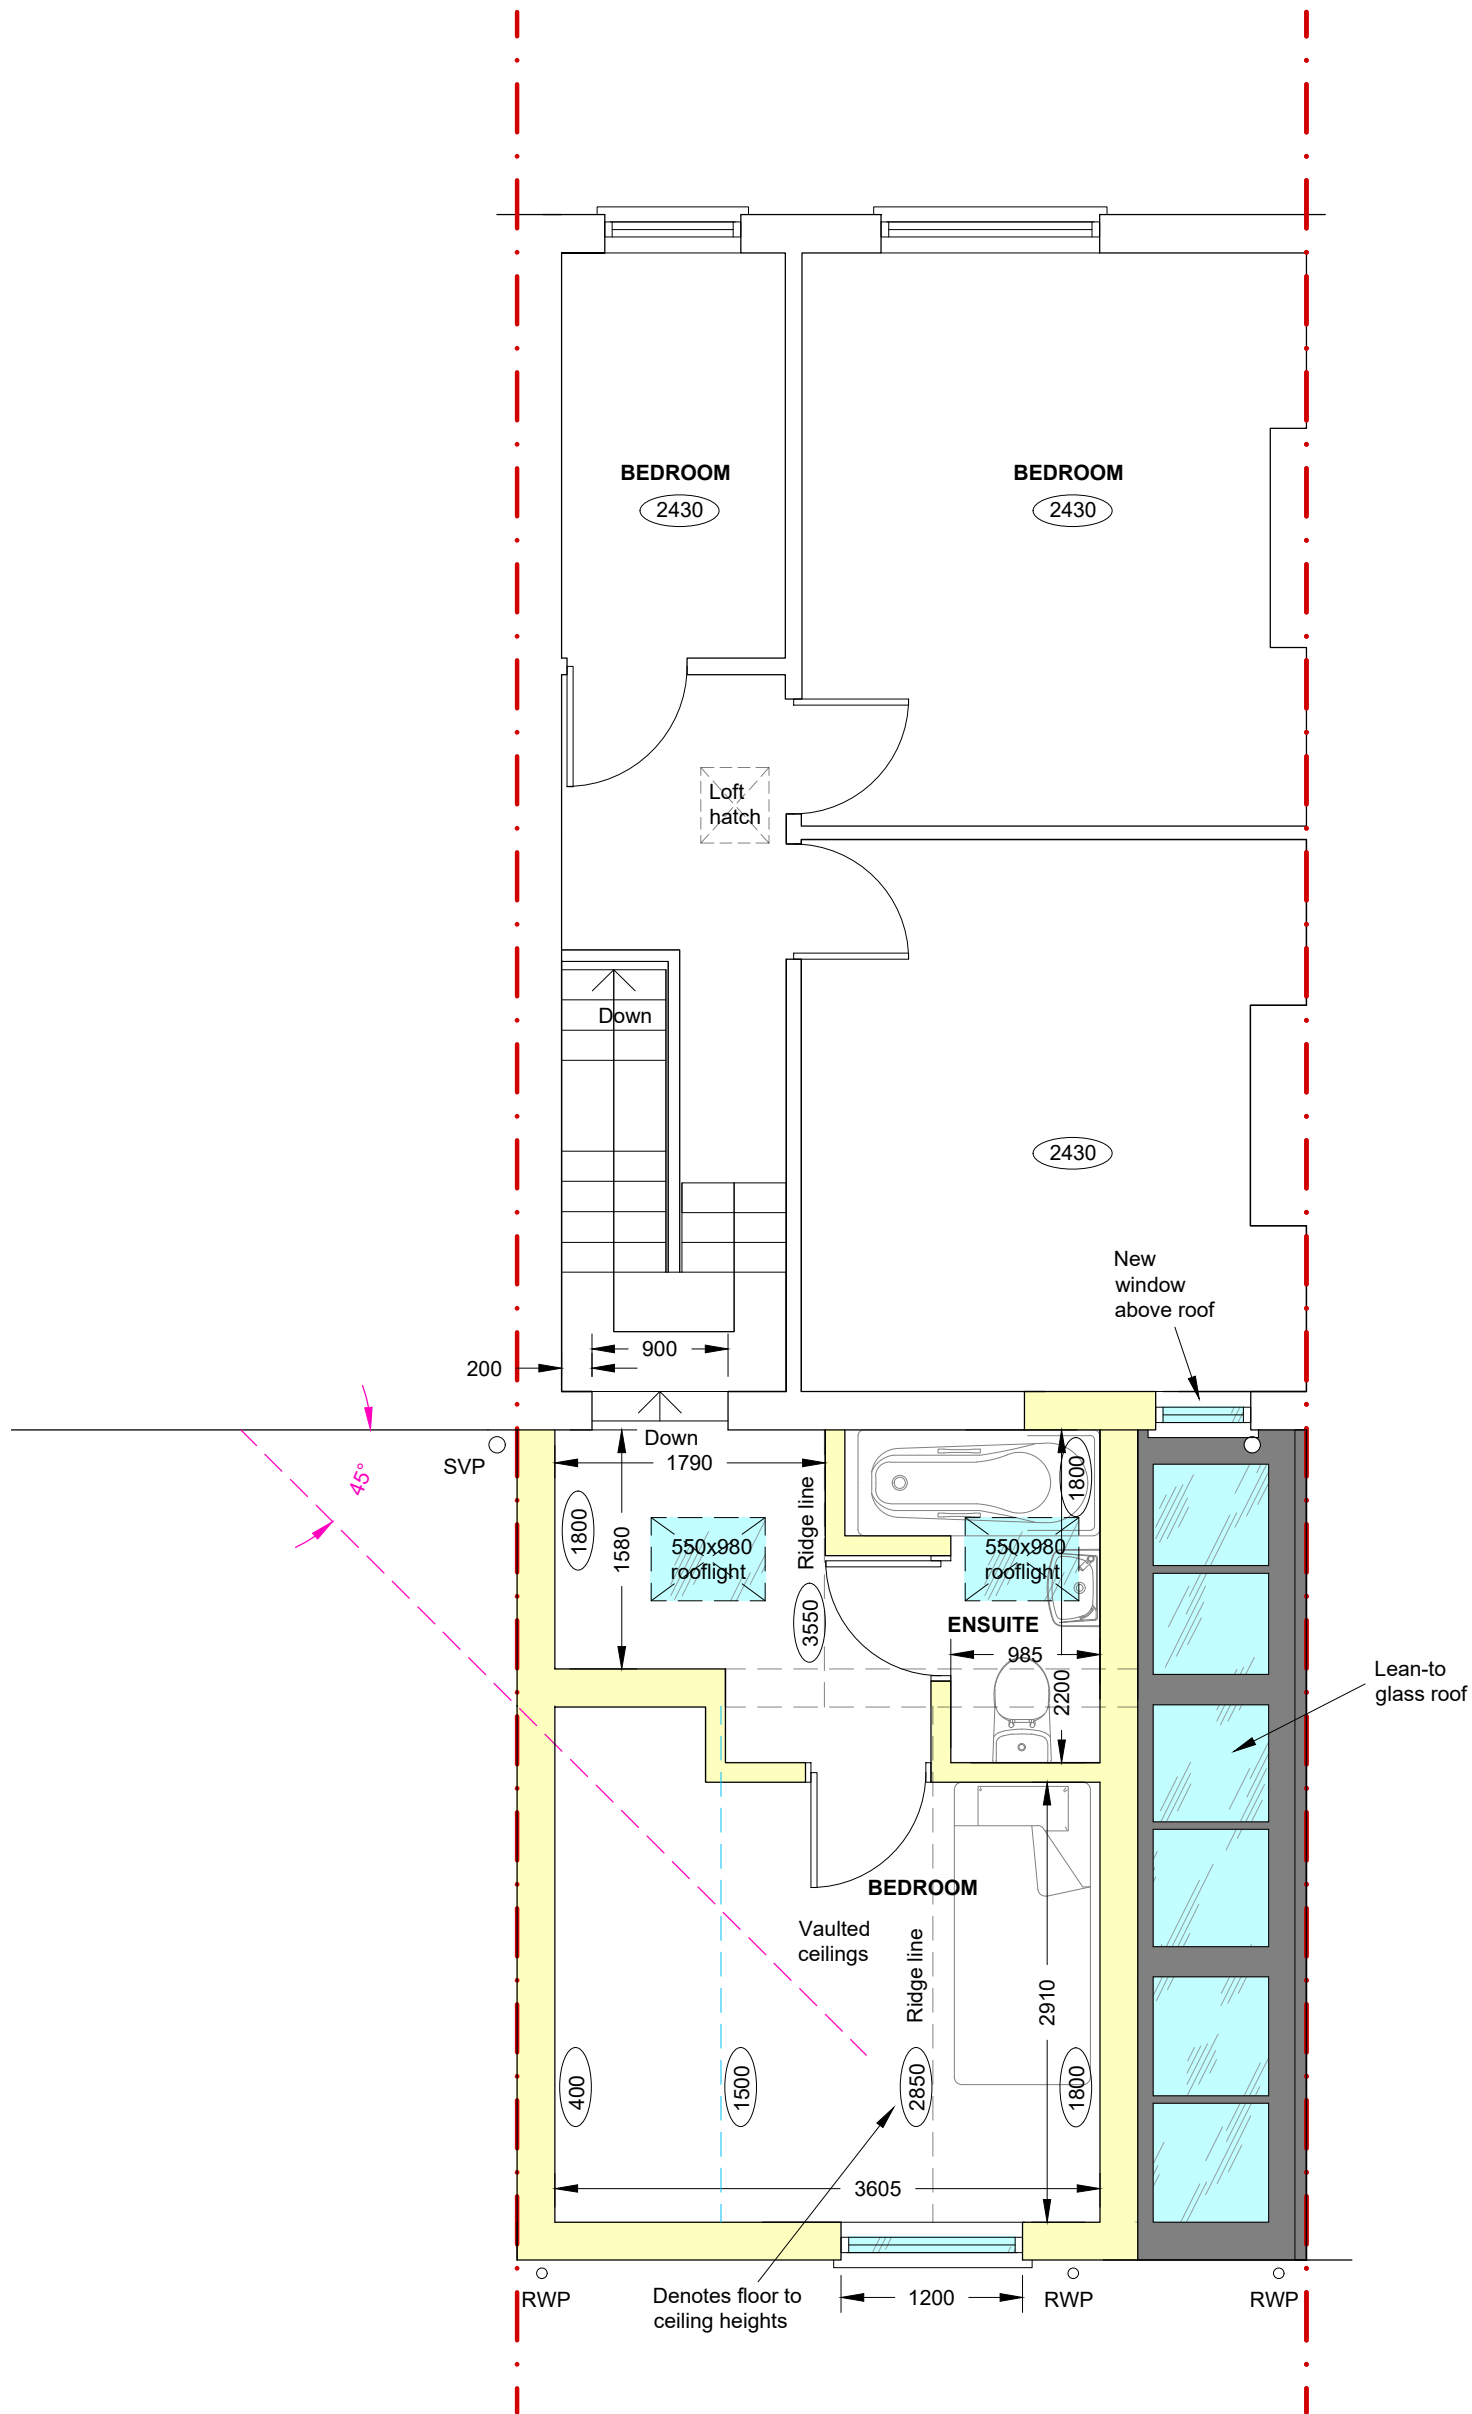 BEDROOM
2430
BEDROOM
2430
Loft
hatch
Down
2430
New
window
above roof
900
200
Down
1790
SVP
45°
1800
1580
550x980
rooflight
Ridge line
3550
1800
550x980
rooflight
ENSUITE
985
2200
Lean-to
glass roof
BEDROOM
Vaulted
ceilings
Ridge line
2910
400
1500
2850
1800
3605
Denotes floor to
ceiling heights
1200
RWP
RWP
RWP